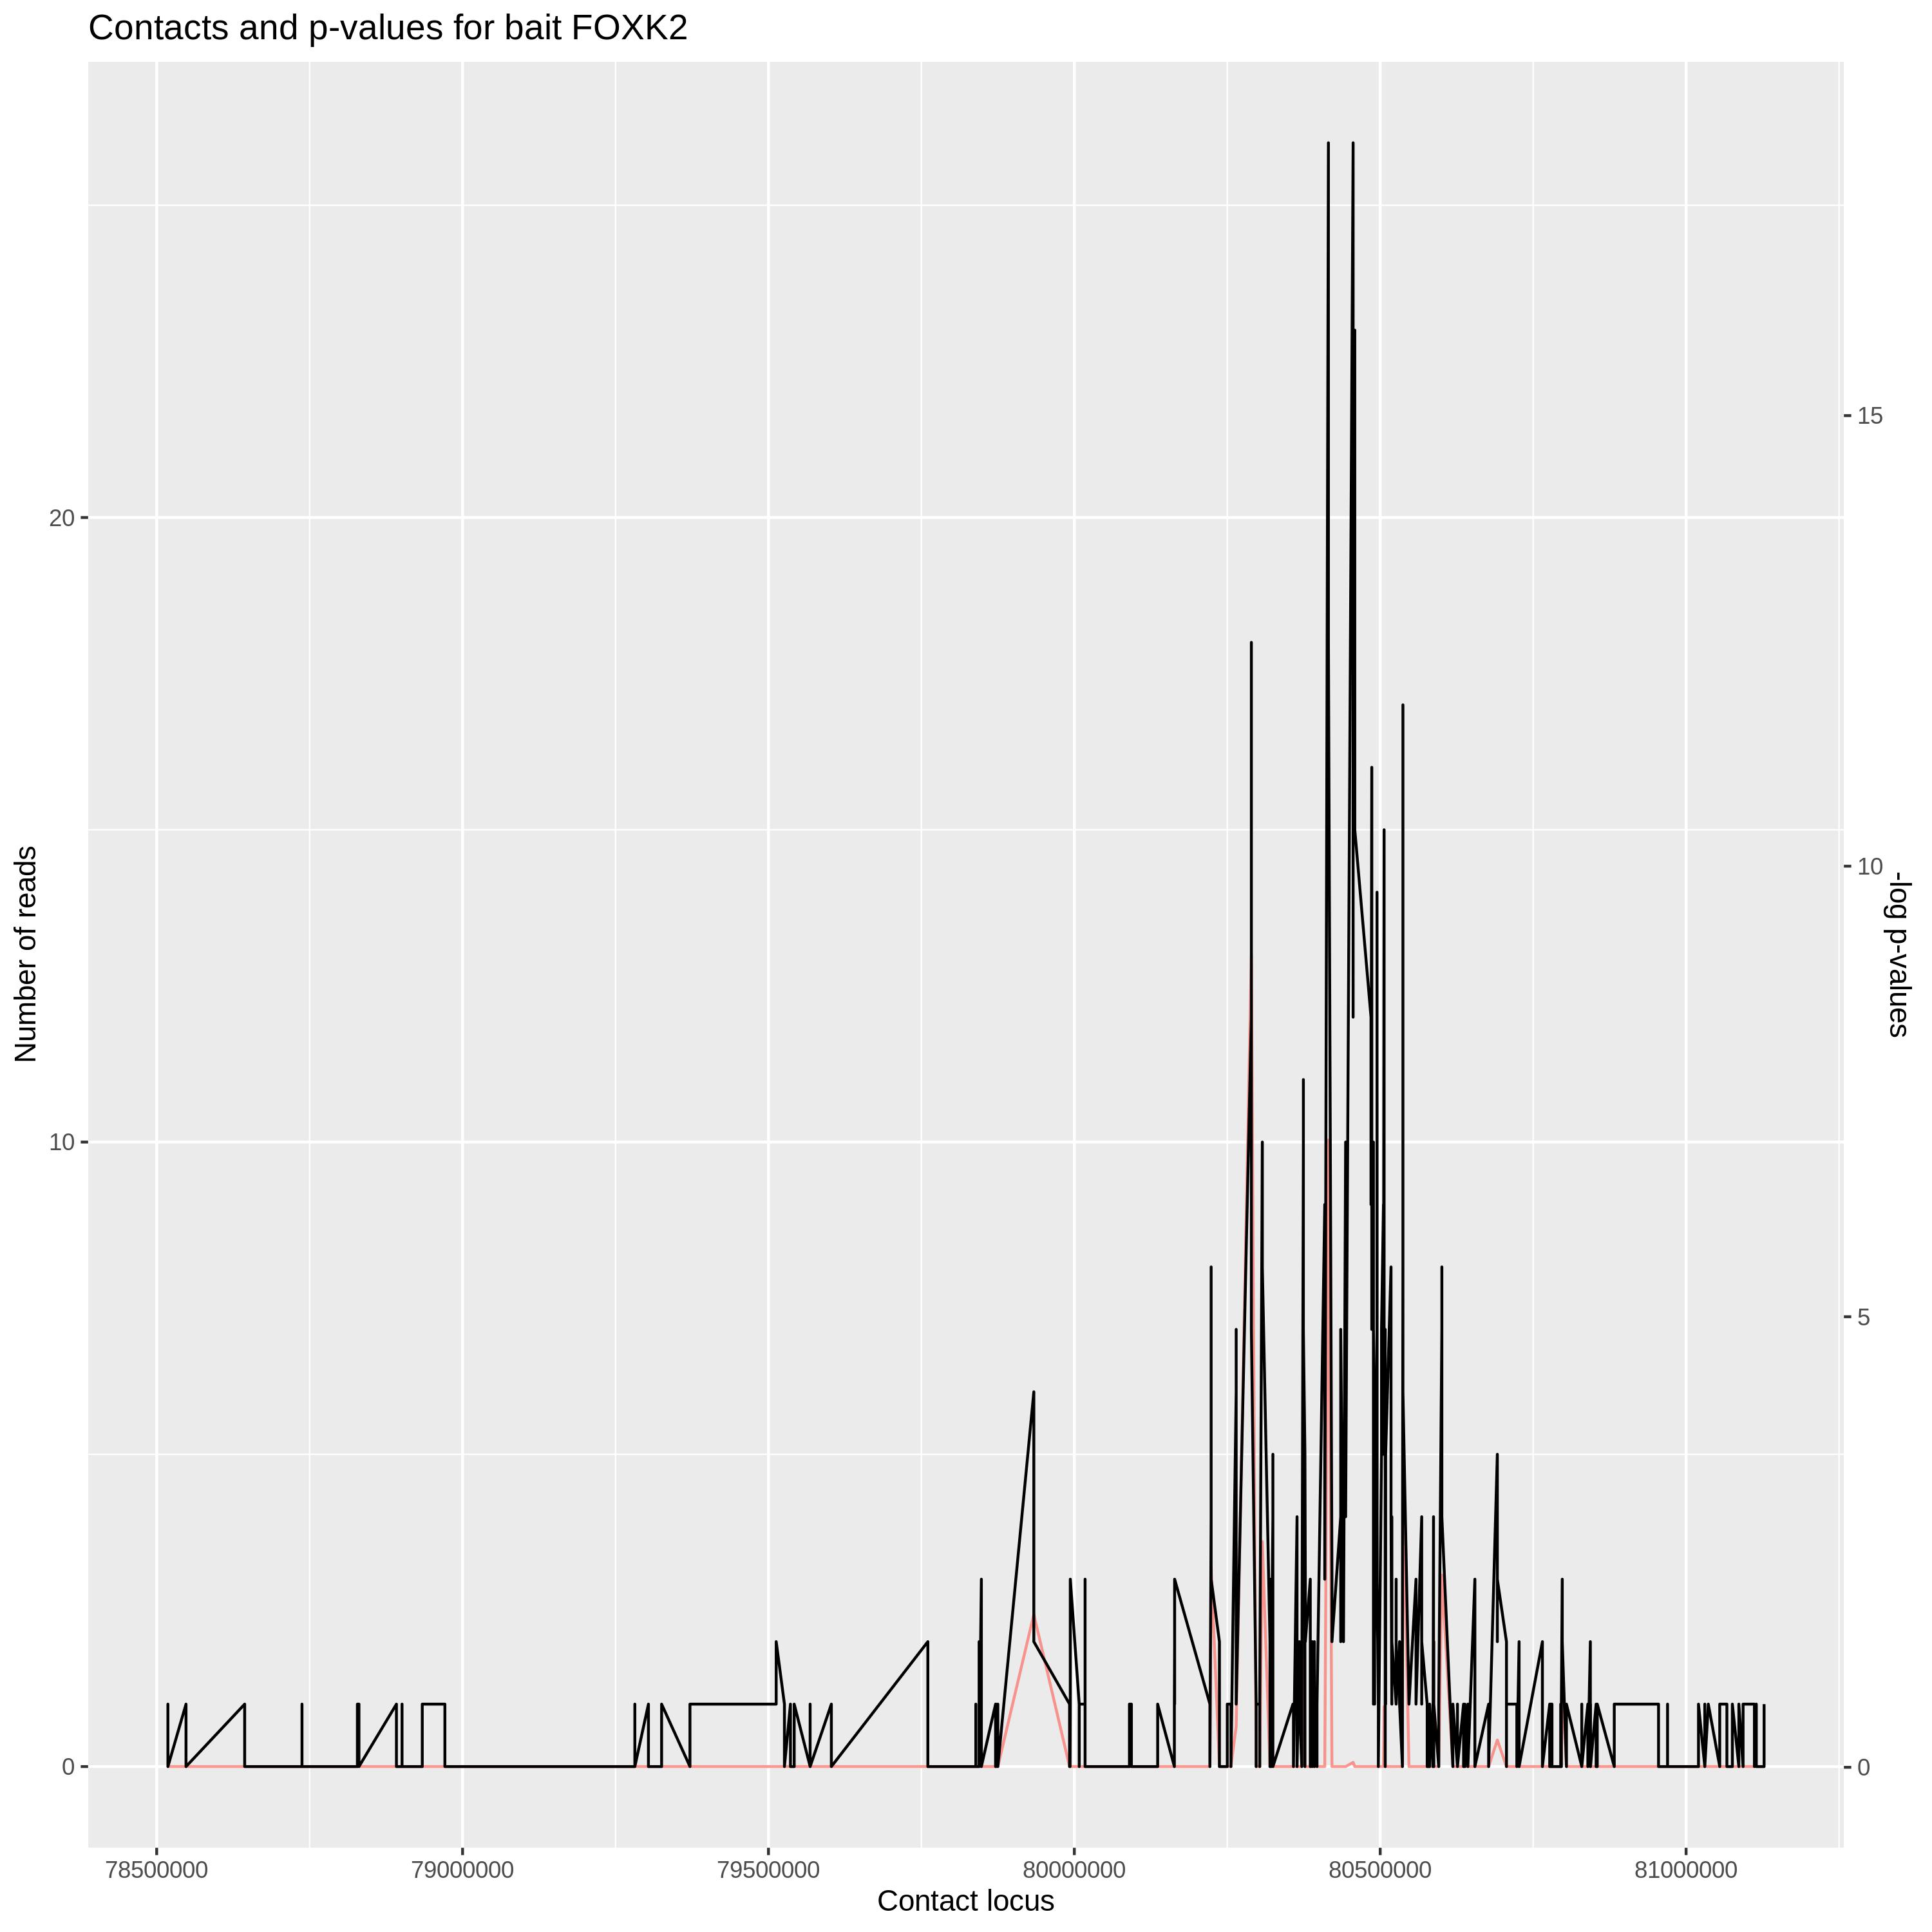 Contacts and p-values for bait FOXK2
20
10
0
Number of reads
15
10
5
0
-log p-values
78500000 79000000 79500000 80000000 80500000 81000000
Contact locus